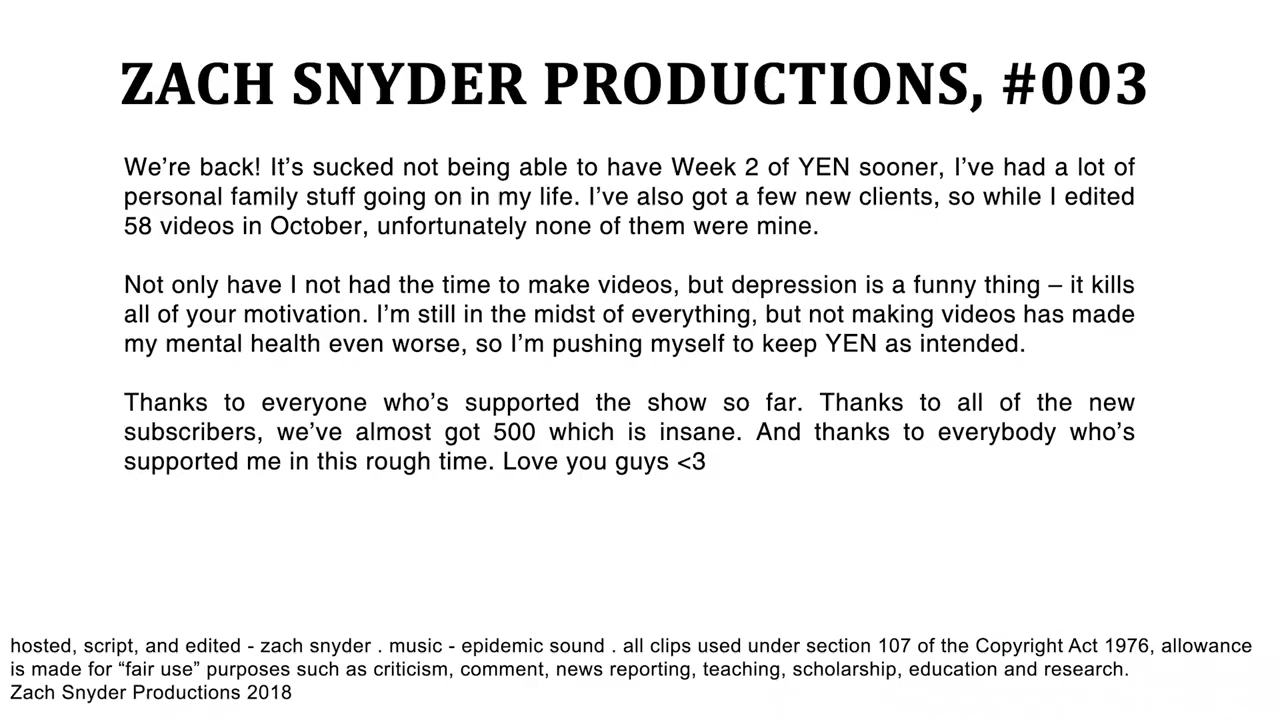 ZACH SNYDER PRODUCTIONS, #003
We’re back! It’s sucked not being able to have Week 2 of YEN sooner, I’ve had a lot of
personal family stuff going on in my life. I’ve also got a few new clients, so while I edited
58 videos in October, unfortunately none of them were mine.
Not only have I not had the time to make videos, but depression is a funny thing – it kills
all of your motivation. I’m still in the midst of everything, but not making videos has made
my mental health even worse, so I’m pushing myself to keep YEN as intended.
Thanks to everyone who’s supported the show so far. Thanks to all of the new
subscribers, we’ve almost got 500 which is insane. And thanks to everybody who’s
supported me in this rough time. Love you guys <3
hosted, script, and edited - zach snyder . music - epidemic sound . all clips used under section 107 of the Copyright Act 1976, allowance
is made for “fair use” purposes such as criticism, comment, news reporting, teaching, scholarship, education and research.
Zach Snyder Productions 2018